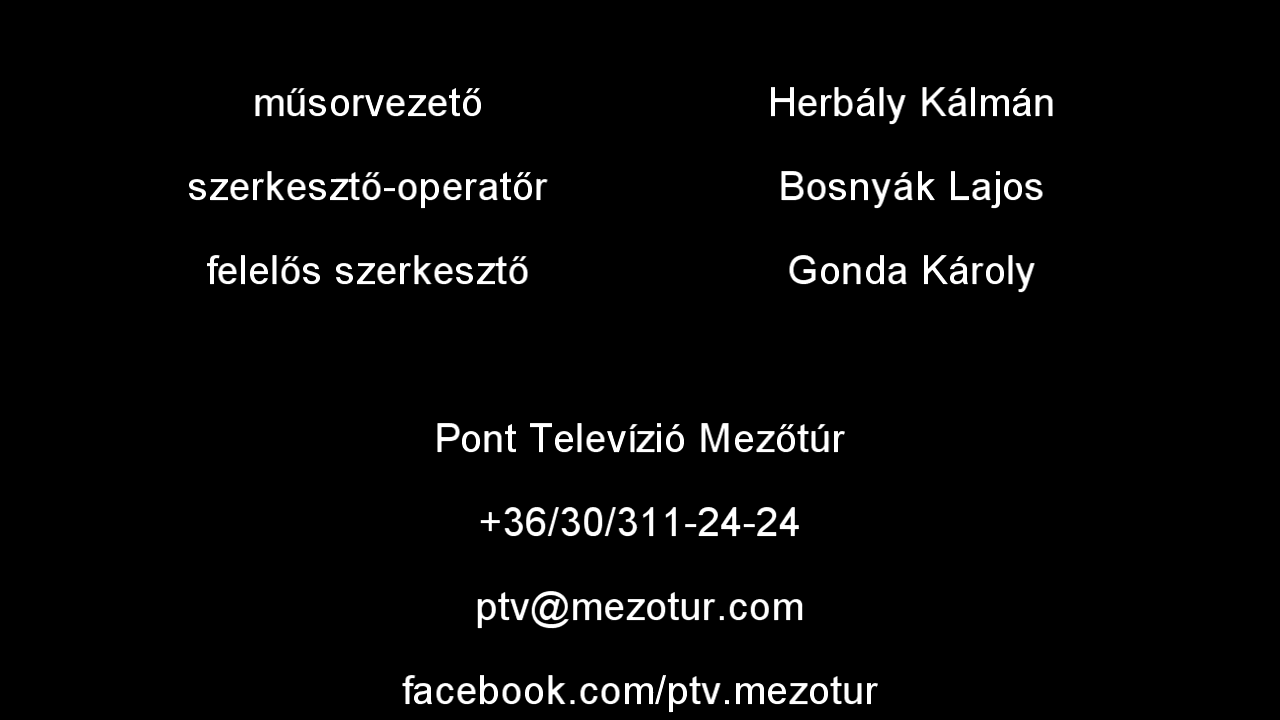 műsorvezető Herbály Kálmán
szerkesztő-operatőr Bosnyák Lajos
felelős szerkesztő Gonda Károly
Pont Televízió Mezőtúr
+36/30/311-24-24
ptv@mezotur.com
facebook.com/ptv.mezotur